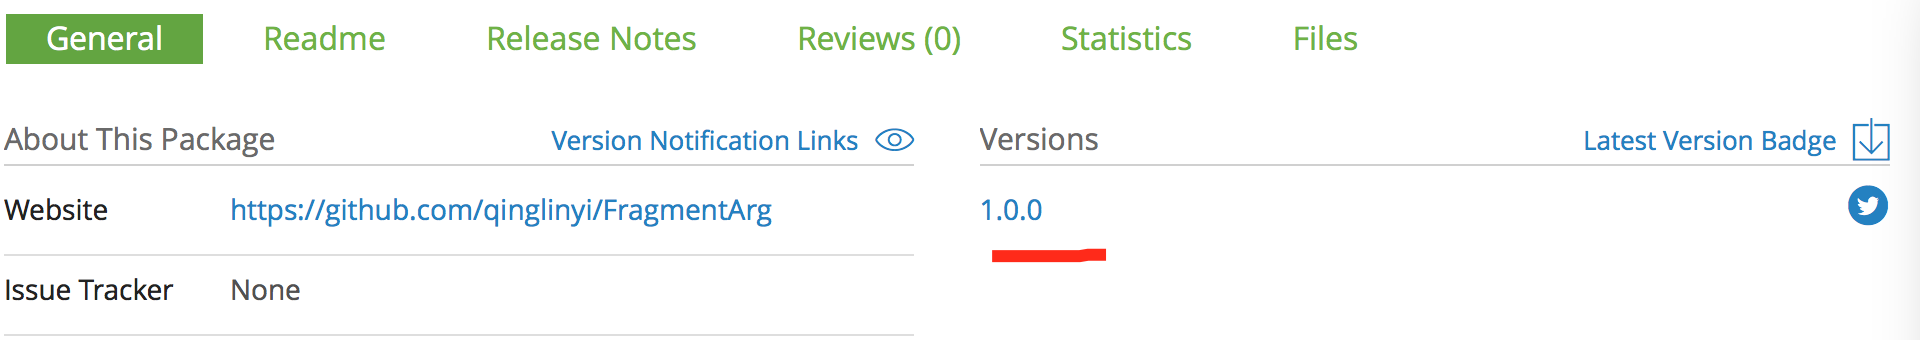 General Readme Release Notes Reviews (0) Statistics Files
About This Package Version Notification Links
Website https://github.com/qinglinyi/FragmentArg
Issue Tracker None
Versions Latest Version Badge
1.0.0